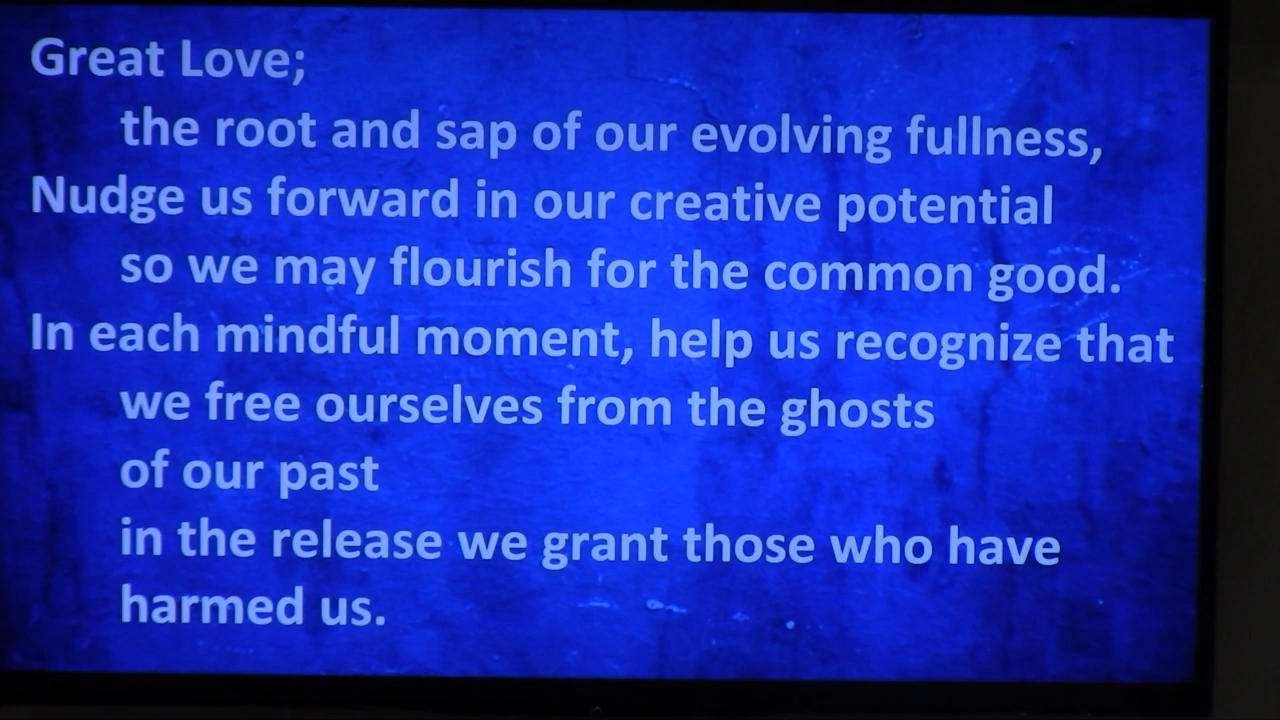 Great Love;
the root and sap of our evolving fullness,
Nudge us forward in our creative potential
so we may flourish for the common good.
In each mindful moment, help us recognize that
we free ourselves from the ghosts
of our past
in the release we grant those who have
harmed us.